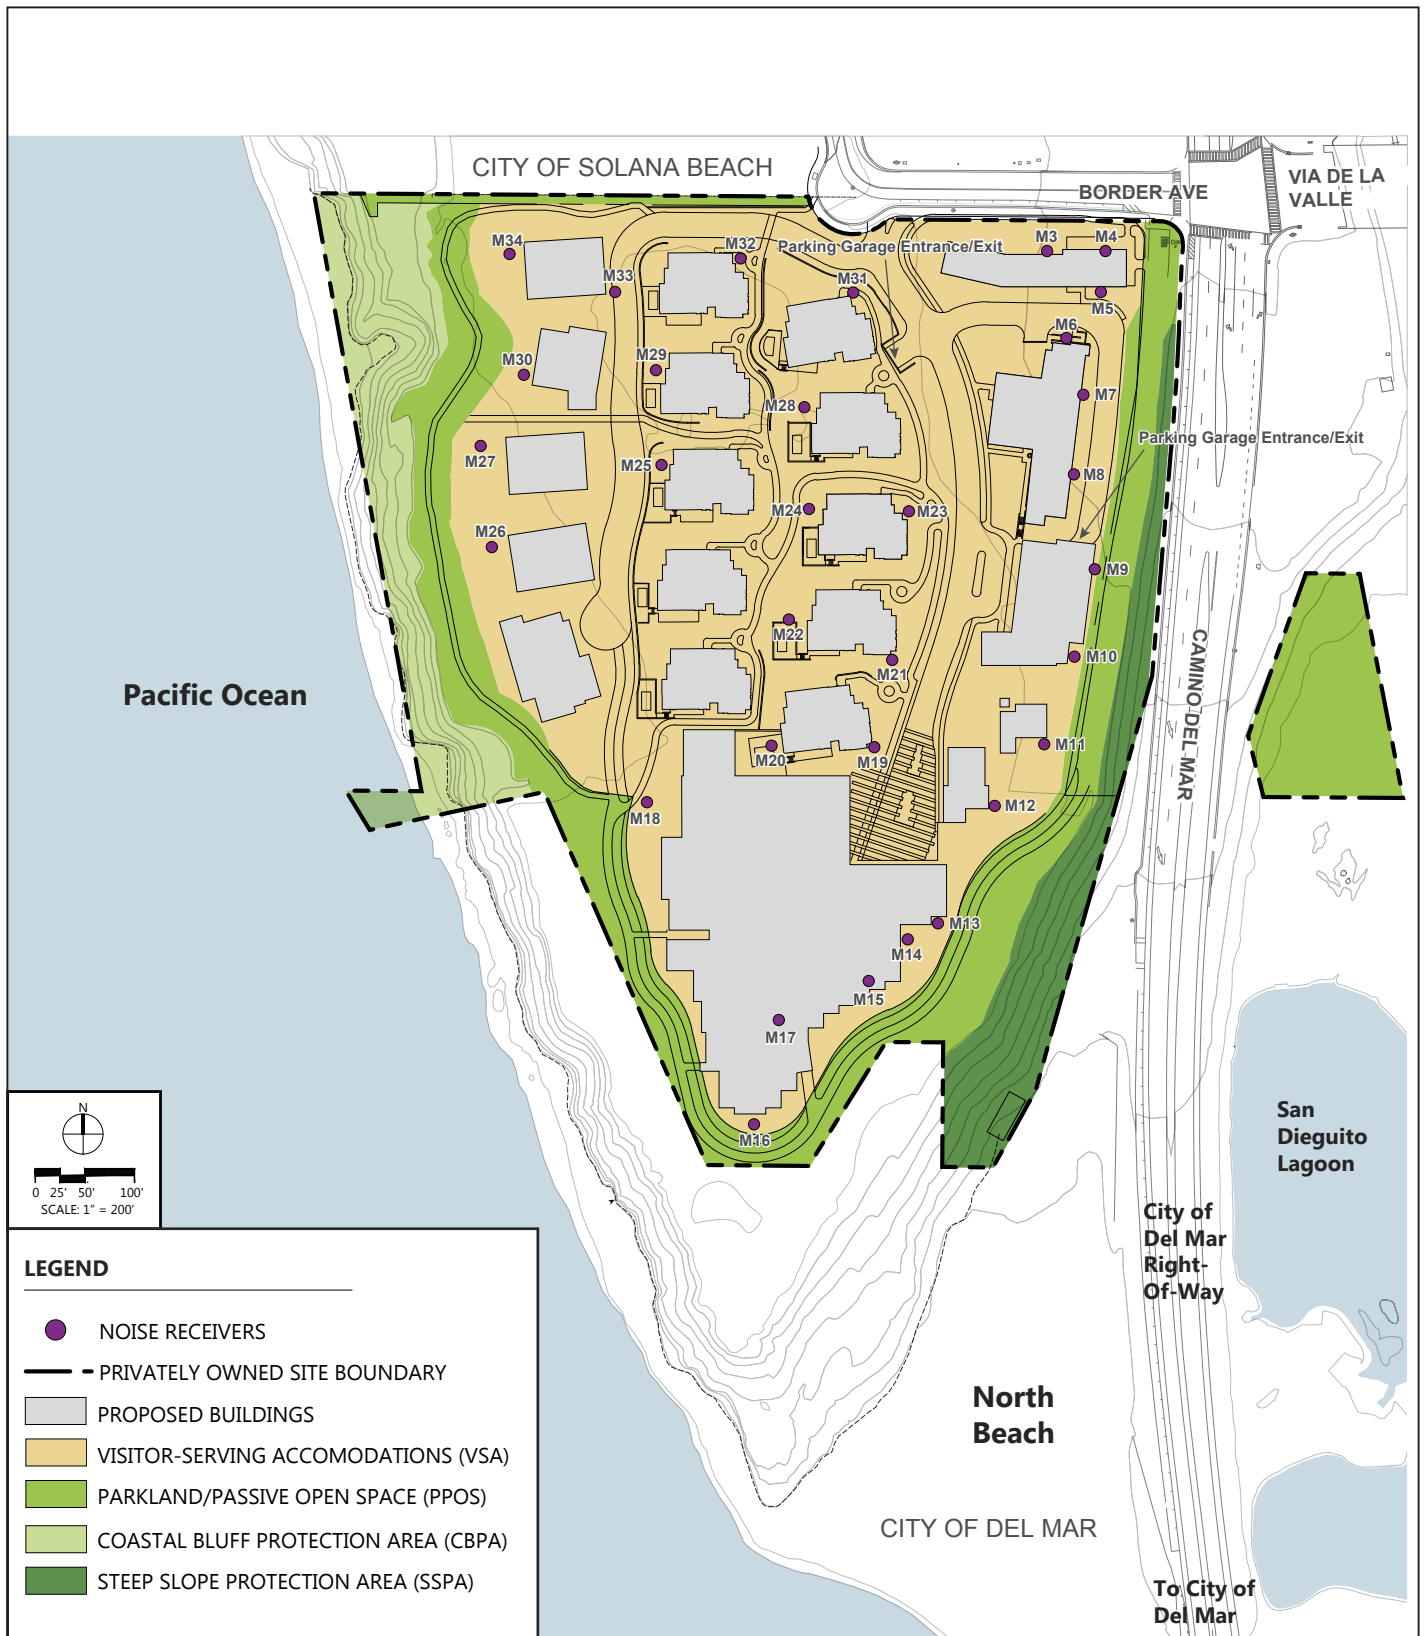 CITY OF SOLANA BEACH
BORDER AVE
VIA DE LA
VALLE
Parking Garage Entrance/Exit
M34
M33
M32
M31
M3
M4
M5
M6
M30
M29
M28
M7
Parking Garage Entrance/Exit
M27
M25
M8
M24
M23
M26
M9
M22
M21
M10
CAMINO DEL MAR
Pacific Ocean
M20
M19
M11
M18
M12
M13
M14
M15
M17
M16
N
0 25' 50' 100'
SCALE: 1" = 200'
San
Dieguito
Lagoon
City of
Del Mar
Right-
Of-Way
LEGEND
NOISE RECEIVERS
PRIVATELY OWNED SITE BOUNDARY
PROPOSED BUILDINGS
VISITOR-SERVING ACCOMODATIONS (VSA)
PARKLAND/PASSIVE OPEN SPACE (PPOS)
COASTAL BLUFF PROTECTION AREA (CBPA)
STEEP SLOPE PROTECTION AREA (SSPA)
North
Beach
CITY OF DEL MAR
To City of
Del Mar